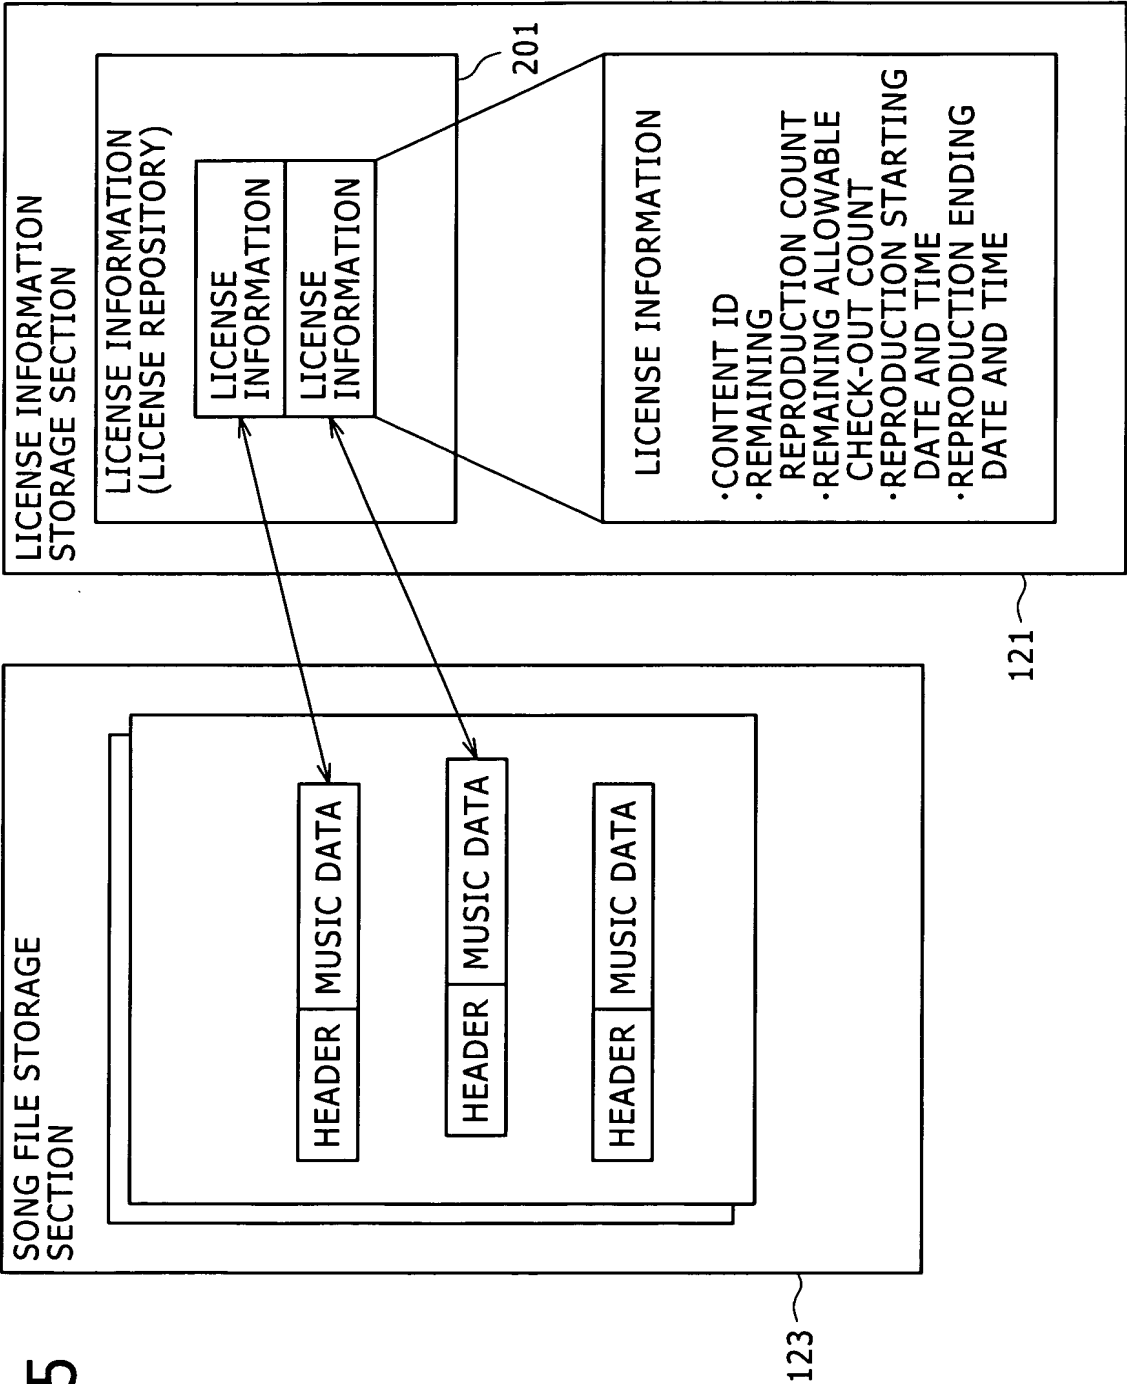 5
SONG FILE STORAGE
SECTION
HEADER MUSIC DATA
HEADER MUSIC DATA
HEADER MUSIC DATA
123
LICENSE INFORMATION
STORAGE SECTION
LICENSE INFORMATION
(LICENSE REPOSITORY)
LICENSE
INFORMATION
LICENSE
INFORMATION
201
LICENSE INFORMATION
·CONTENT ID
·REMAINING
REPRODUCTION COUNT
·REMAINING ALLOWABLE
CHECK-OUT COUNT
·REPRODUCTION STARTING
DATE AND TIME
·REPRODUCTION ENDING
DATE AND TIME
121